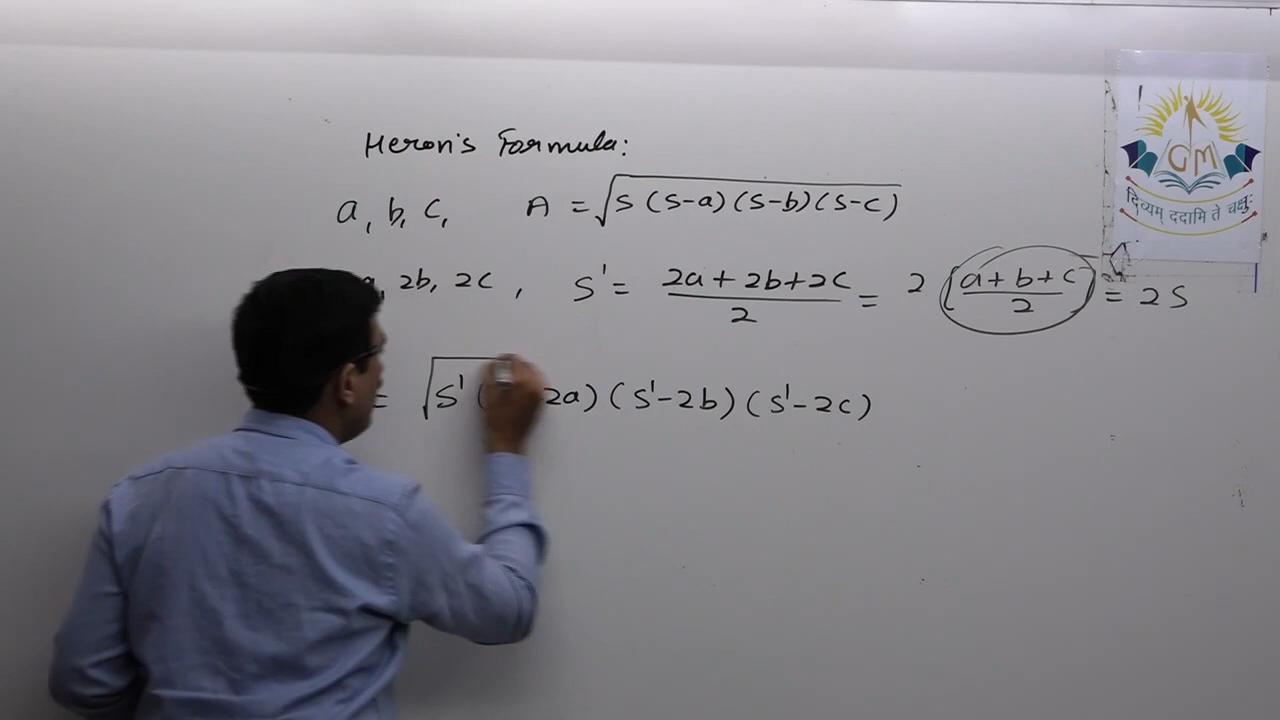 Heron's Formula:
a, b, c, A = √s(s-a)(s-b)(s-c)
a, 2b, 2c, s' = 2a+2b+2c/2 = 2[a+b+c/2] = 2s
= √s'( 2a)(s'-2b)(s'-2c)
GM
दिव्यम् ददामि ते चक्षुः